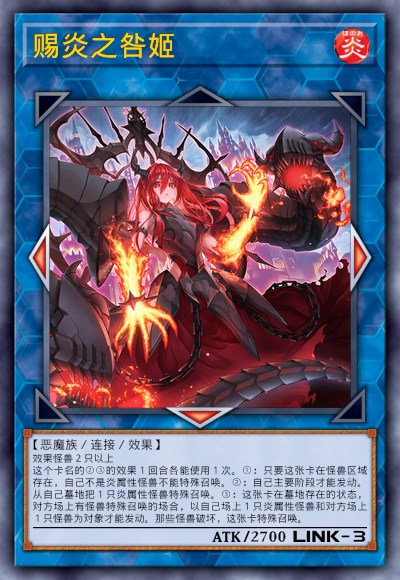 赐炎之咎姬
ほのお
炎
【恶魔族／连接／效果】
效果怪兽２只以上
这个卡名的②③的效果１回合各能使用１次。①：只要这张卡在怪兽区域
存在，自己不是炎属性怪兽不能特殊召唤。②：自己主要阶段才能发动。
从自己墓地把１只炎属性怪兽特殊召唤。③：这张卡在墓地存在的状态，
对方场上有怪兽特殊召唤的场合，以自己场上１只炎属性怪兽和对方场上
１只怪兽为对象才能发动。那些怪兽破坏，这张卡特殊召唤。
ATK/2700 LINK-3